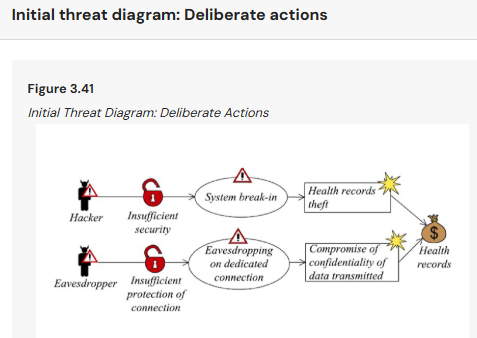 Initial threat diagram: Deliberate actions
Figure 3.41
Initial Threat Diagram: Deliberate Actions
Hacker
Insufficient
security
System break-in
Health records
theft
$
Health
records
Eavesdropper
Insufficient
protection of
connection
Eavesdropping
on dedicated
connection
Compromise of
confidentiality of
data transmitted